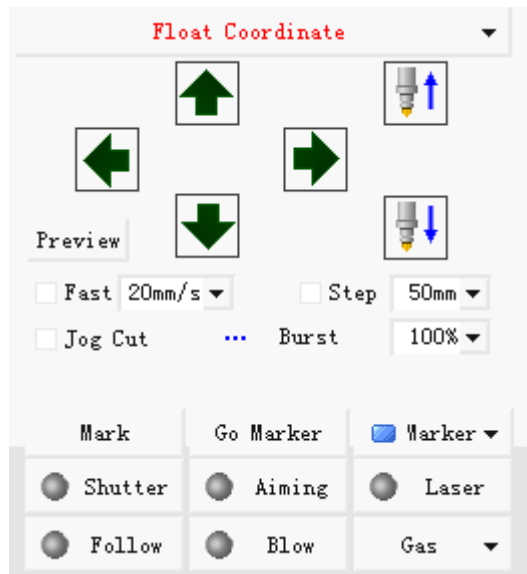 Float Coordinate
Preview
Fast 20mm/s Step 50mm
Jog Cut ... Burst 100%
Mark Go Marker Marker
Shutter Aiming Laser
Follow Blow Gas